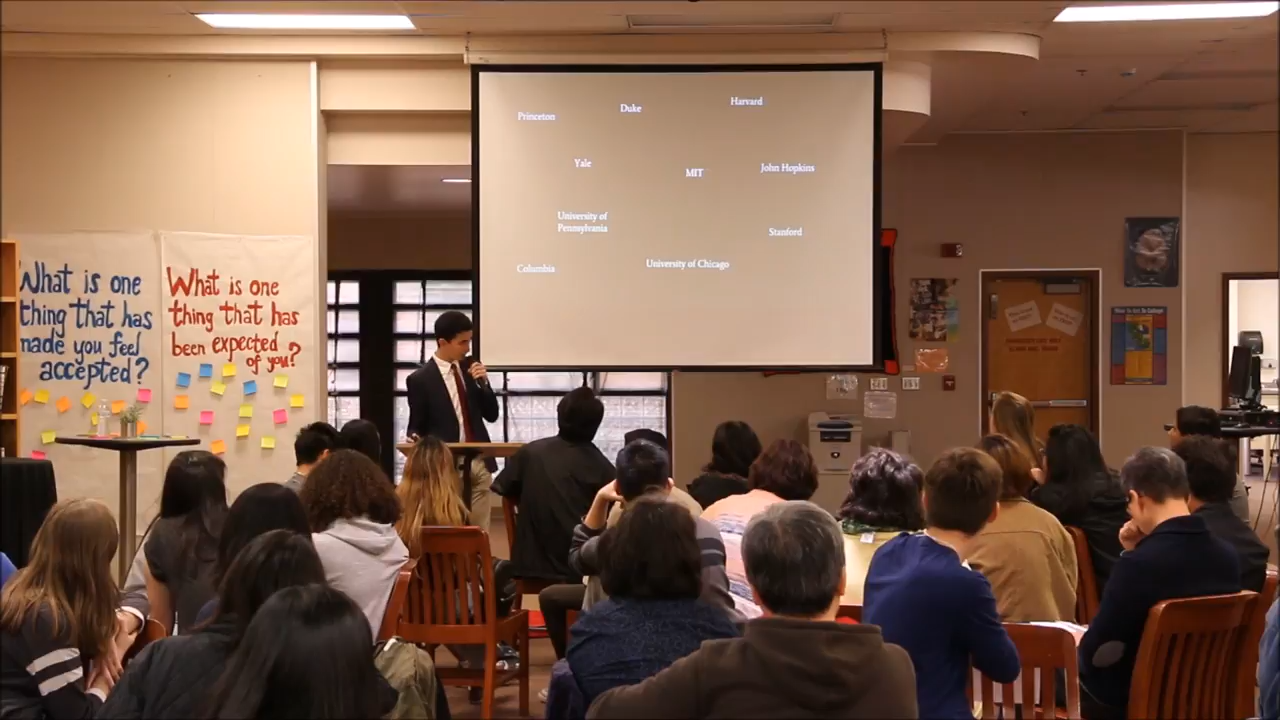 Princeton
Duke
Harvard
Yale
MIT
John Hopkins
University of
Pennsylvania
Stanford
Columbia
University of Chicago
What is one
thing that has
made you feel
accepted?
What is one
thing that has
been expected
of you?